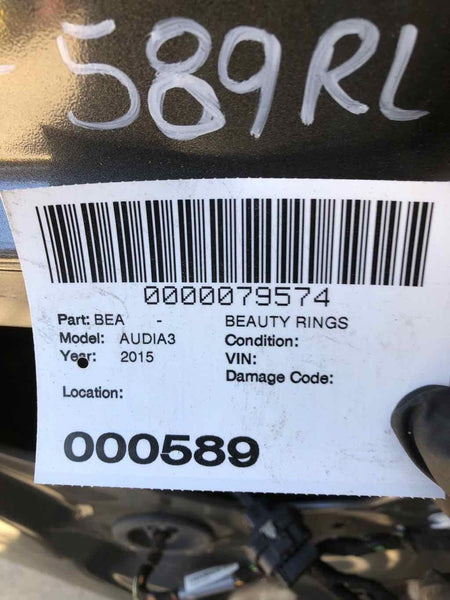 - 589RL
0000079574
Part: BEA - BEAUTY RINGS
Model: AUDIA3 Condition:
Year: 2015 VIN:
Damage Code:
Location:
000589